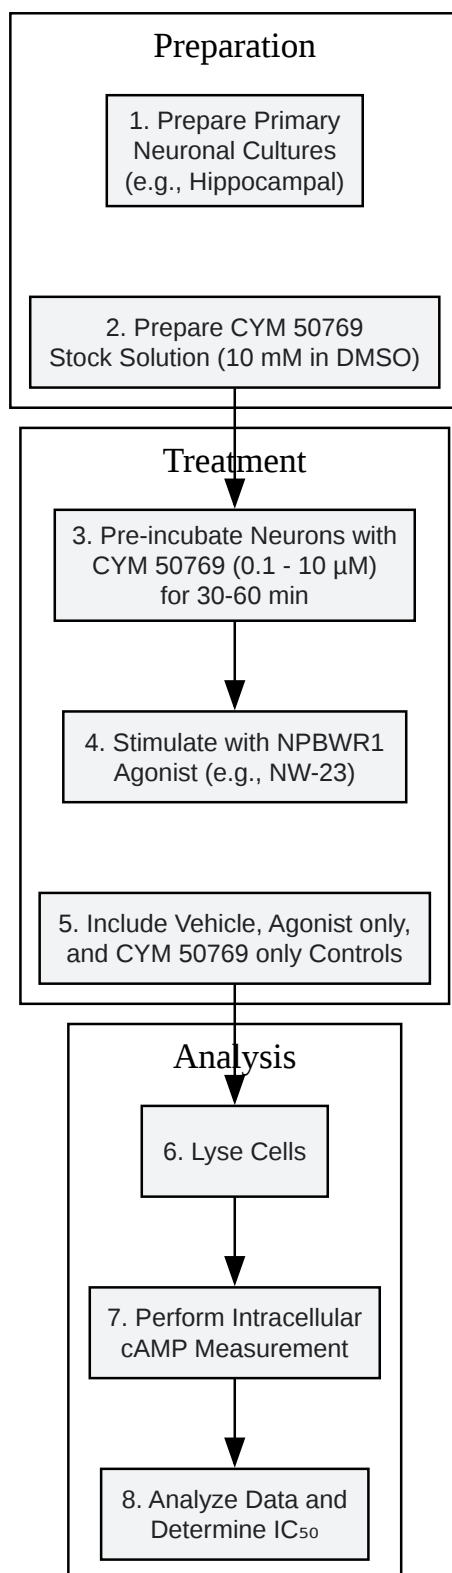 Preparation
1. Prepare Primary
Neuronal Cultures
(e.g., Hippocampal)
2. Prepare CYM 50769
Stock Solution (10 mM in DMSO)
Treatment
3. Pre-incubate Neurons with
CYM 50769 (0.1 - 10 µM)
for 30-60 min
4. Stimulate with NPBWR1
Agonist (e.g., NW-23)
5. Include Vehicle, Agonist only,
and CYM 50769 only Controls
Analysis
6. Lyse Cells
7. Perform Intracellular
cAMP Measurement
8. Analyze Data and
Determine IC₅₀